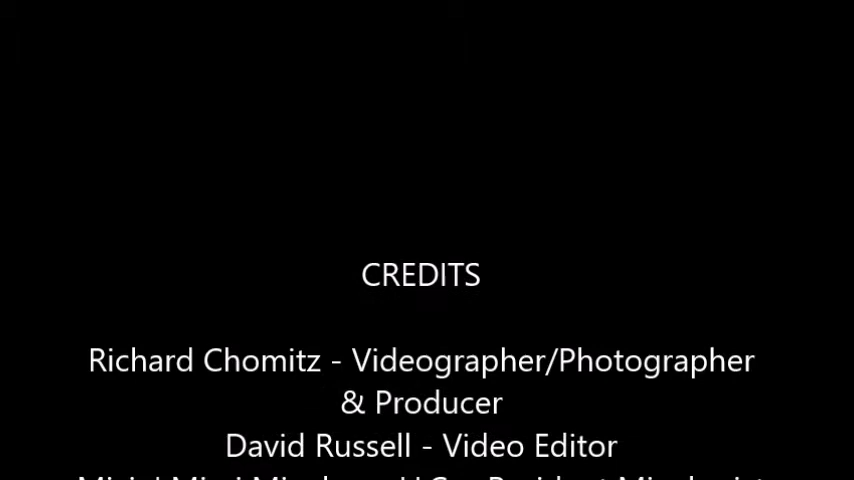 CREDITS
Richard Chomitz - Videographer/Photographer
& Producer
David Russell - Video Editor